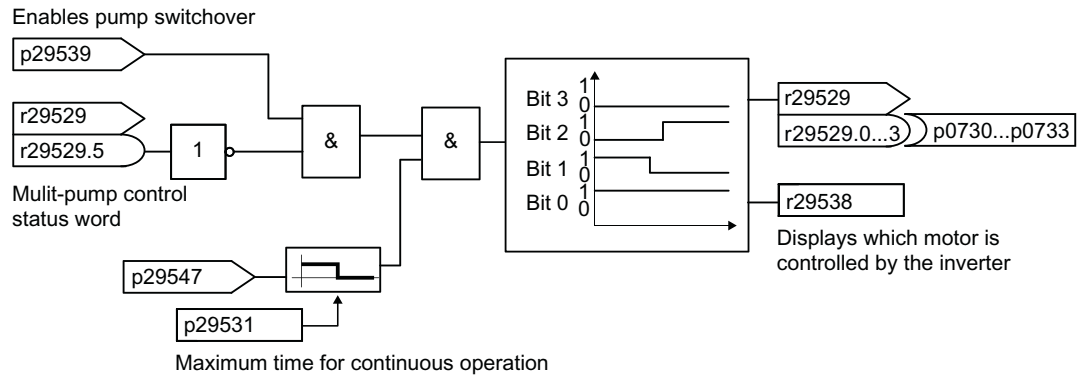 Enables pump switchover
p29539
r29529
r29529.5
1
&
&
Mulit-pump control
status word
p29547
p29531
Maximum time for continuous operation
Bit 3 1
0
Bit 2 1
0
Bit 1 1
0
Bit 0 1
0
r29529
r29529.0...3
p0730...p0733
r29538
Displays which motor is
controlled by the inverter